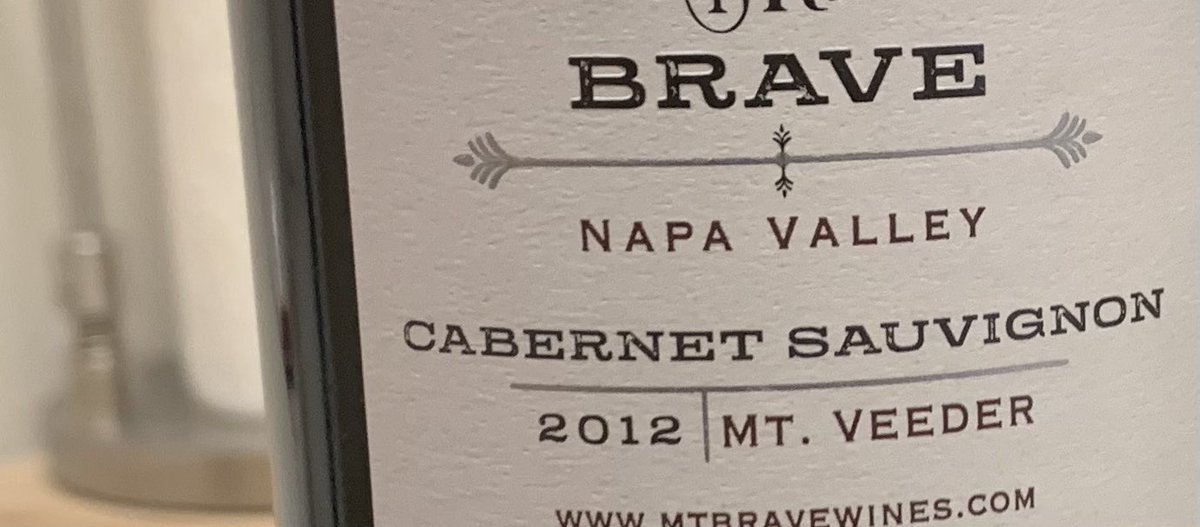 BRAVE
NAPA VALLEY
CABERNET SAUVIGNON
2012 MT. VEEDER
WWW.MTBRAVEWINES.COM